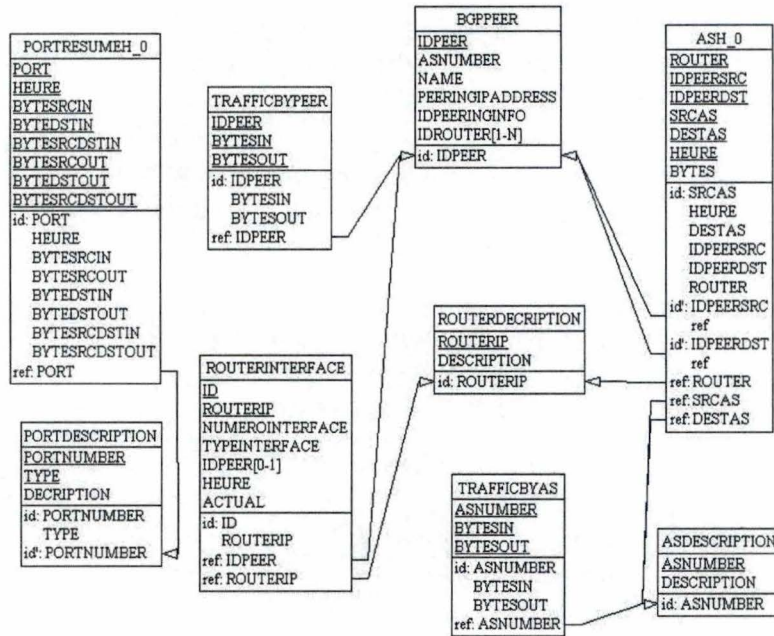 PORTRESUMEH_0
PORT
HEURE
BYTESRCIN
BYTEDSTIN
BYTESRCDSTIN
BYTESRCOUT
BYTEDSTOUT
BYTESRCDSTOUT
id: PORT
HEURE
BYTESRCIN
BYTESRCOUT
BYTEDSTIN
BYTEDSTOUT
BYTESRCDSTIN
BYTESRCDSTOUT
ref: PORT
TRAFFICBYPEER
IDPEER
BYTESIN
BYTESOUT
id: IDPEER
BYTESIN
BYTESOUT
ref: IDPEER
BGPPEER
IDPEER
ASNUMBER
NAME
PEERINGIPADDRESS
IDPEERINGINFO
IDROUTER[1-N]
id: IDPEER
ASH_0
ROUTER
IDPEERSRC
IDPEERDST
SRCAS
DESTAS
HEURE
BYTES
id: SRCAS
HEURE
DESTAS
IDPEERSRC
IDPEERDST
ROUTER
id': IDPEERSRC
ref
id': IDPEERDST
ref
ref: ROUTER
ref: SRCAS
ref: DESTAS
ROUTERDECRIPTION
ROUTERIP
DESCRIPTION
id: ROUTERIP
ROUTERINTERFACE
ID
ROUTERIP
NUMEROINTERFACE
TYPEINTERFACE
IDPEER[0-1]
HEURE
ACTUAL
id: ID
ROUTERIP
ref: IDPEER
ref: ROUTERIP
PORTDESCRIPTION
PORTNUMBER
TYPE
DECRIPTION
id: PORTNUMBER
TYPE
id': PORTNUMBER
TRAFFICBYAS
ASNUMBER
BYTESIN
BYTESOUT
id: ASNUMBER
BYTESIN
BYTESOUT
ref: ASNUMBER
ASDESCRIPTION
ASNUMBER
DESCRIPTION
id: ASNUMBER